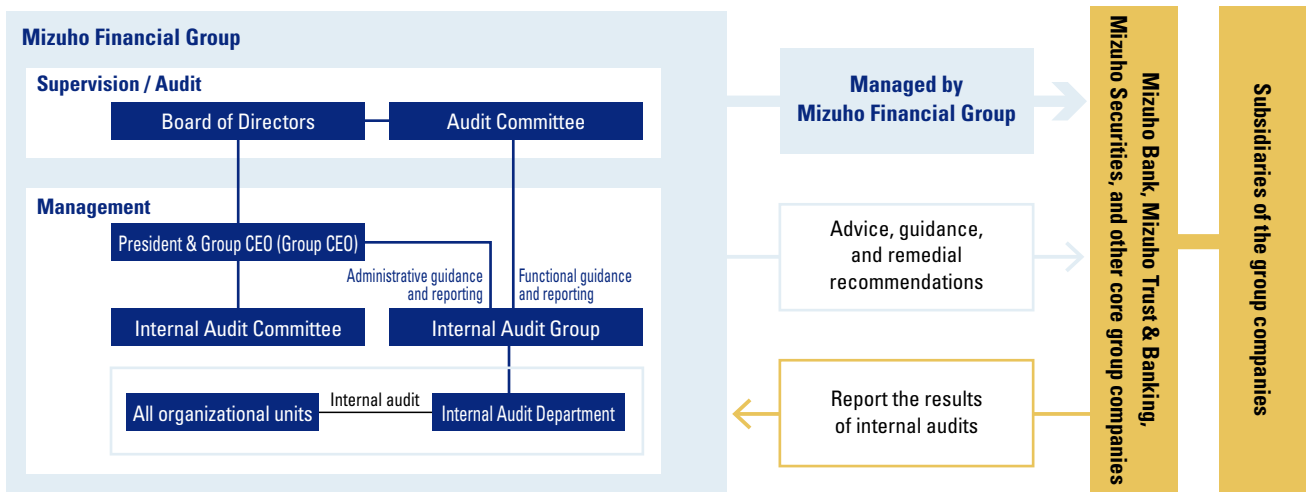 Mizuho Financial Group
Supervision / Audit
Board of Directors
Audit Committee
Management
President & Group CEO (Group CEO)
Administrative guidance
and reporting
Functional guidance
and reporting
Internal Audit Committee
Internal Audit Group
All organizational units
Internal audit
Internal Audit Department
Managed by
Mizuho Financial Group
Advice, guidance,
and remedial
recommendations
Report the results
of internal audits
Mizuho Bank, Mizuho Trust & Banking,
Mizuho Securities, and other core group companies
Subsidiaries of the group companies